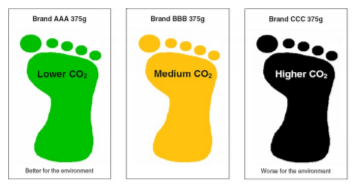 Brand AAA 375g
Lower CO₂
Better for the environment
Brand BBB 375g
Medium CO₂
Brand CCC 375g
Higher CO₂
Worse for the environment